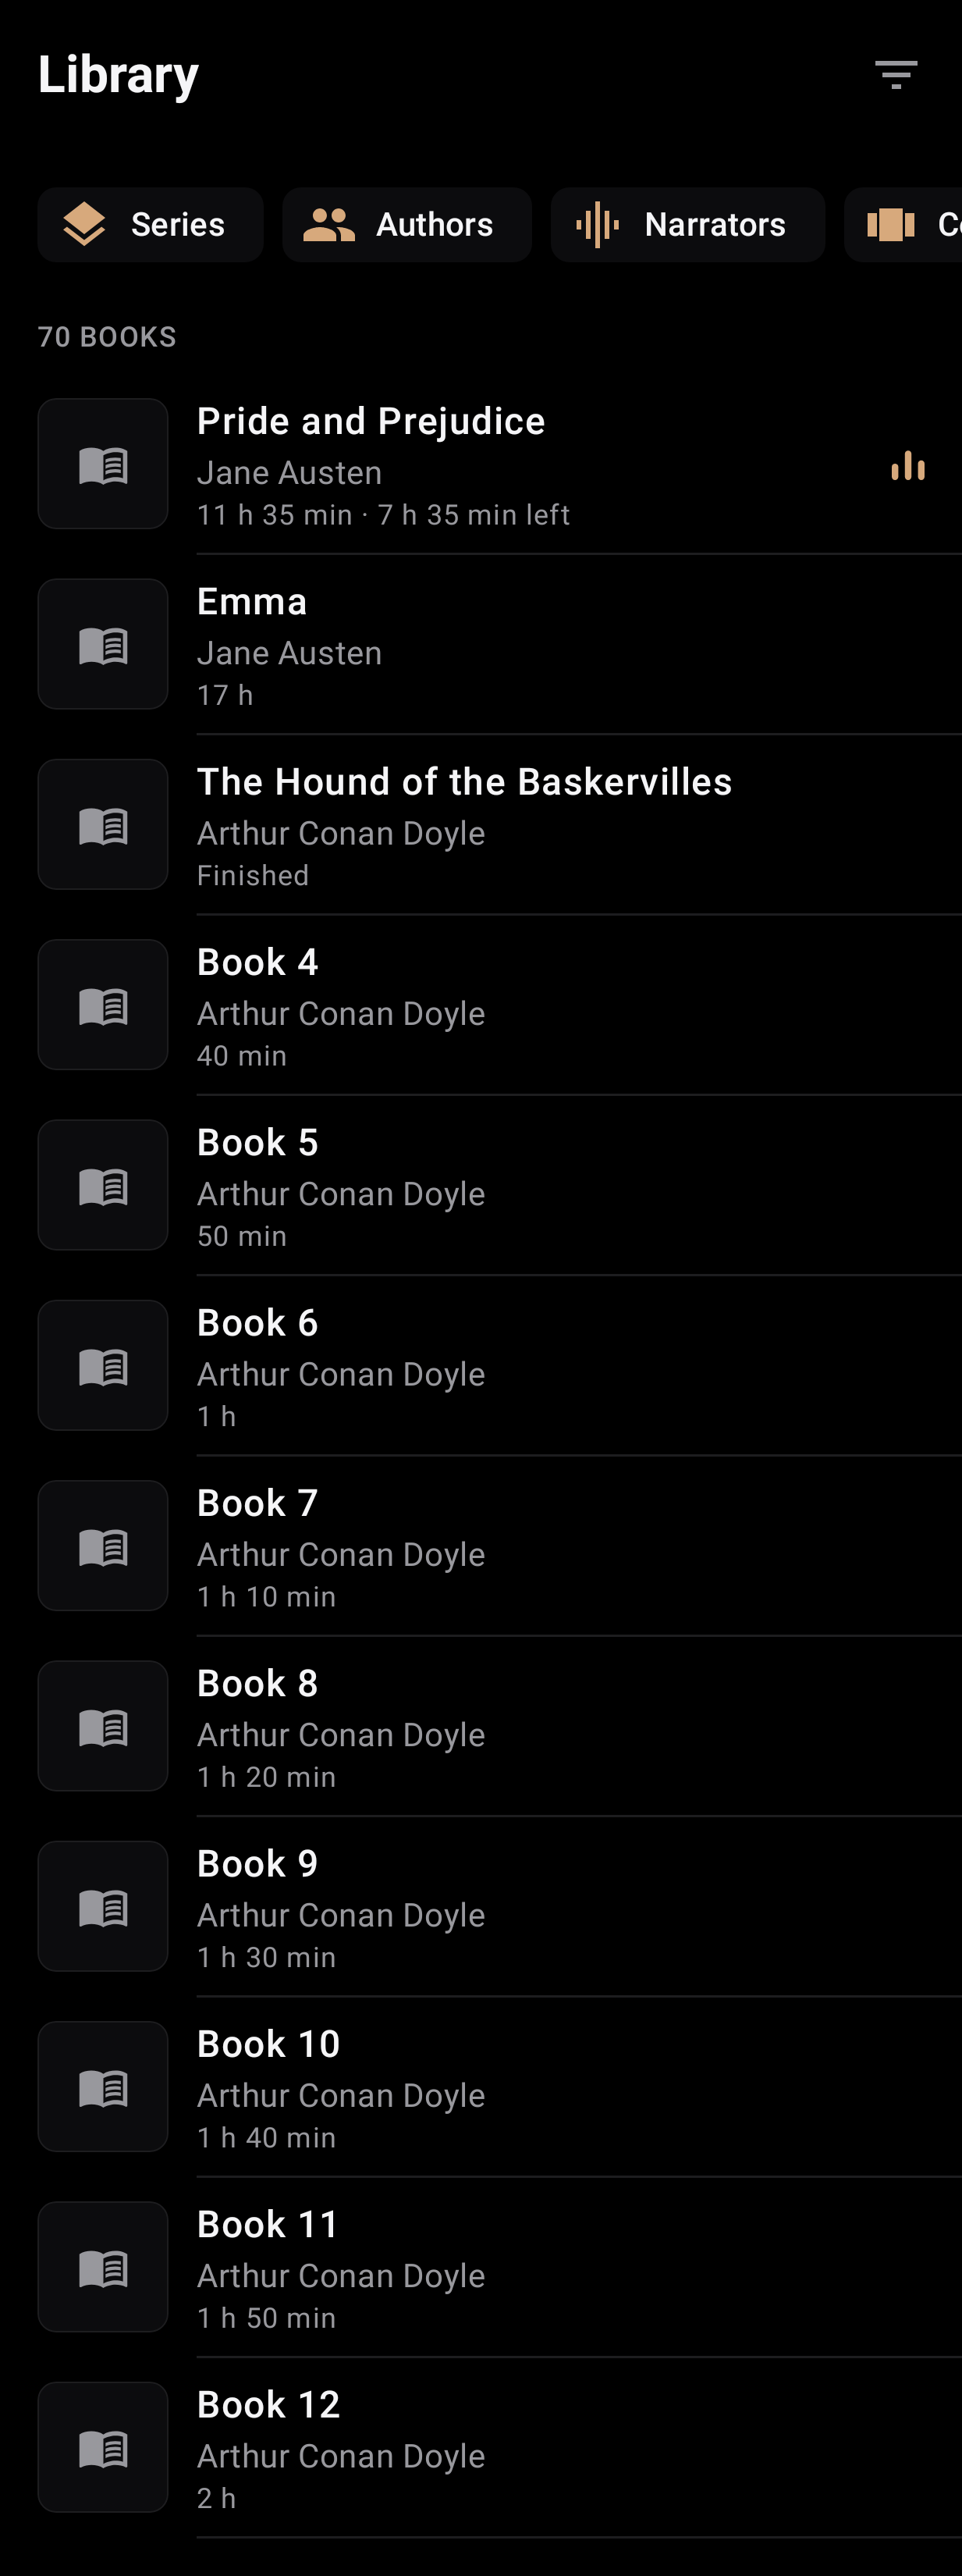 Library
Series
Authors
Narrators
70 BOOKS
Pride and Prejudice
Jane Austen
11 h 35 min · 7 h 35 min left
Emma
Jane Austen
17 h
The Hound of the Baskervilles
Arthur Conan Doyle
Finished
Book 4
Arthur Conan Doyle
40 min
Book 5
Arthur Conan Doyle
50 min
Book 6
Arthur Conan Doyle
1 h
Book 7
Arthur Conan Doyle
1 h 10 min
Book 8
Arthur Conan Doyle
1 h 20 min
Book 9
Arthur Conan Doyle
1 h 30 min
Book 10
Arthur Conan Doyle
1 h 40 min
Book 11
Arthur Conan Doyle
1 h 50 min
Book 12
Arthur Conan Doyle
2 h